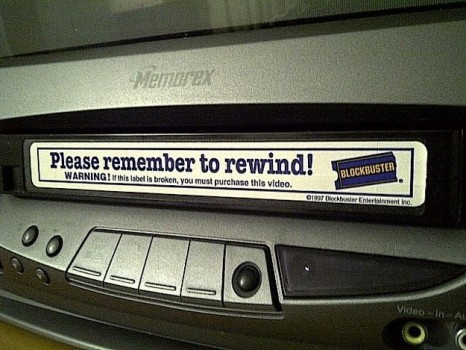 Memorex
Please remember to rewind!
WARNING! If this label is broken, you must purchase this video.
BLOCKBUSTER
©1997 Blockbuster Entertainment Inc.
Video - In - Au